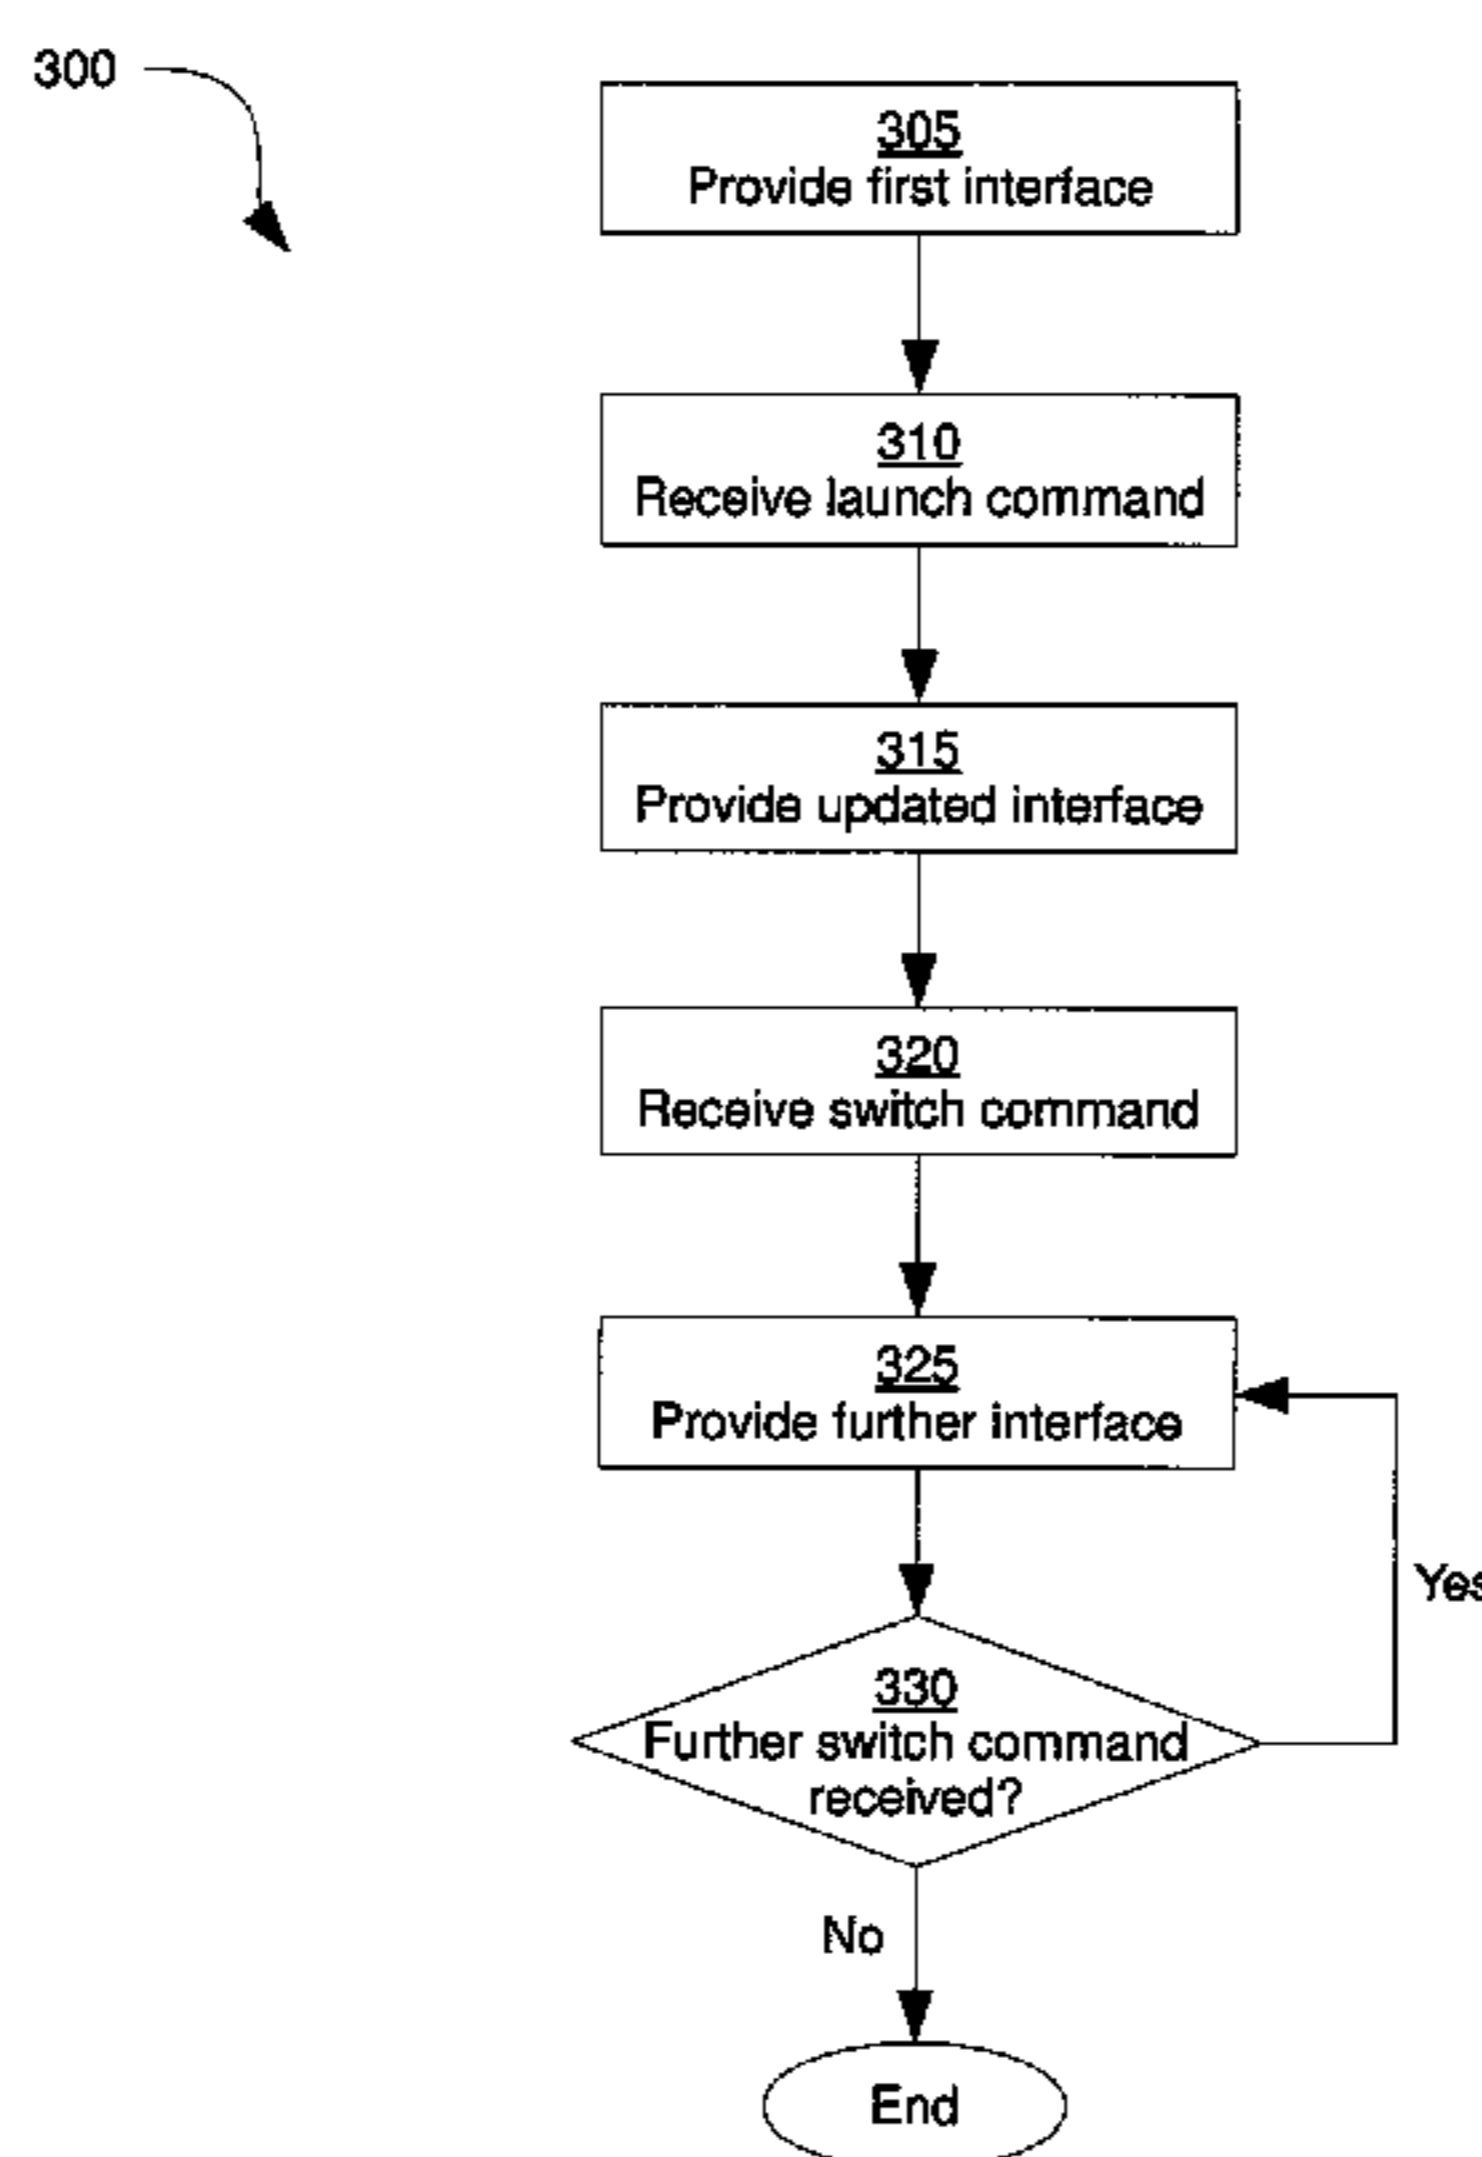 300
305
Provide first interface
310
Receive launch command
315
Provide updated interface
320
Receive switch command
325
Provide further interface
Yes
330
Further switch command
received?
No
End